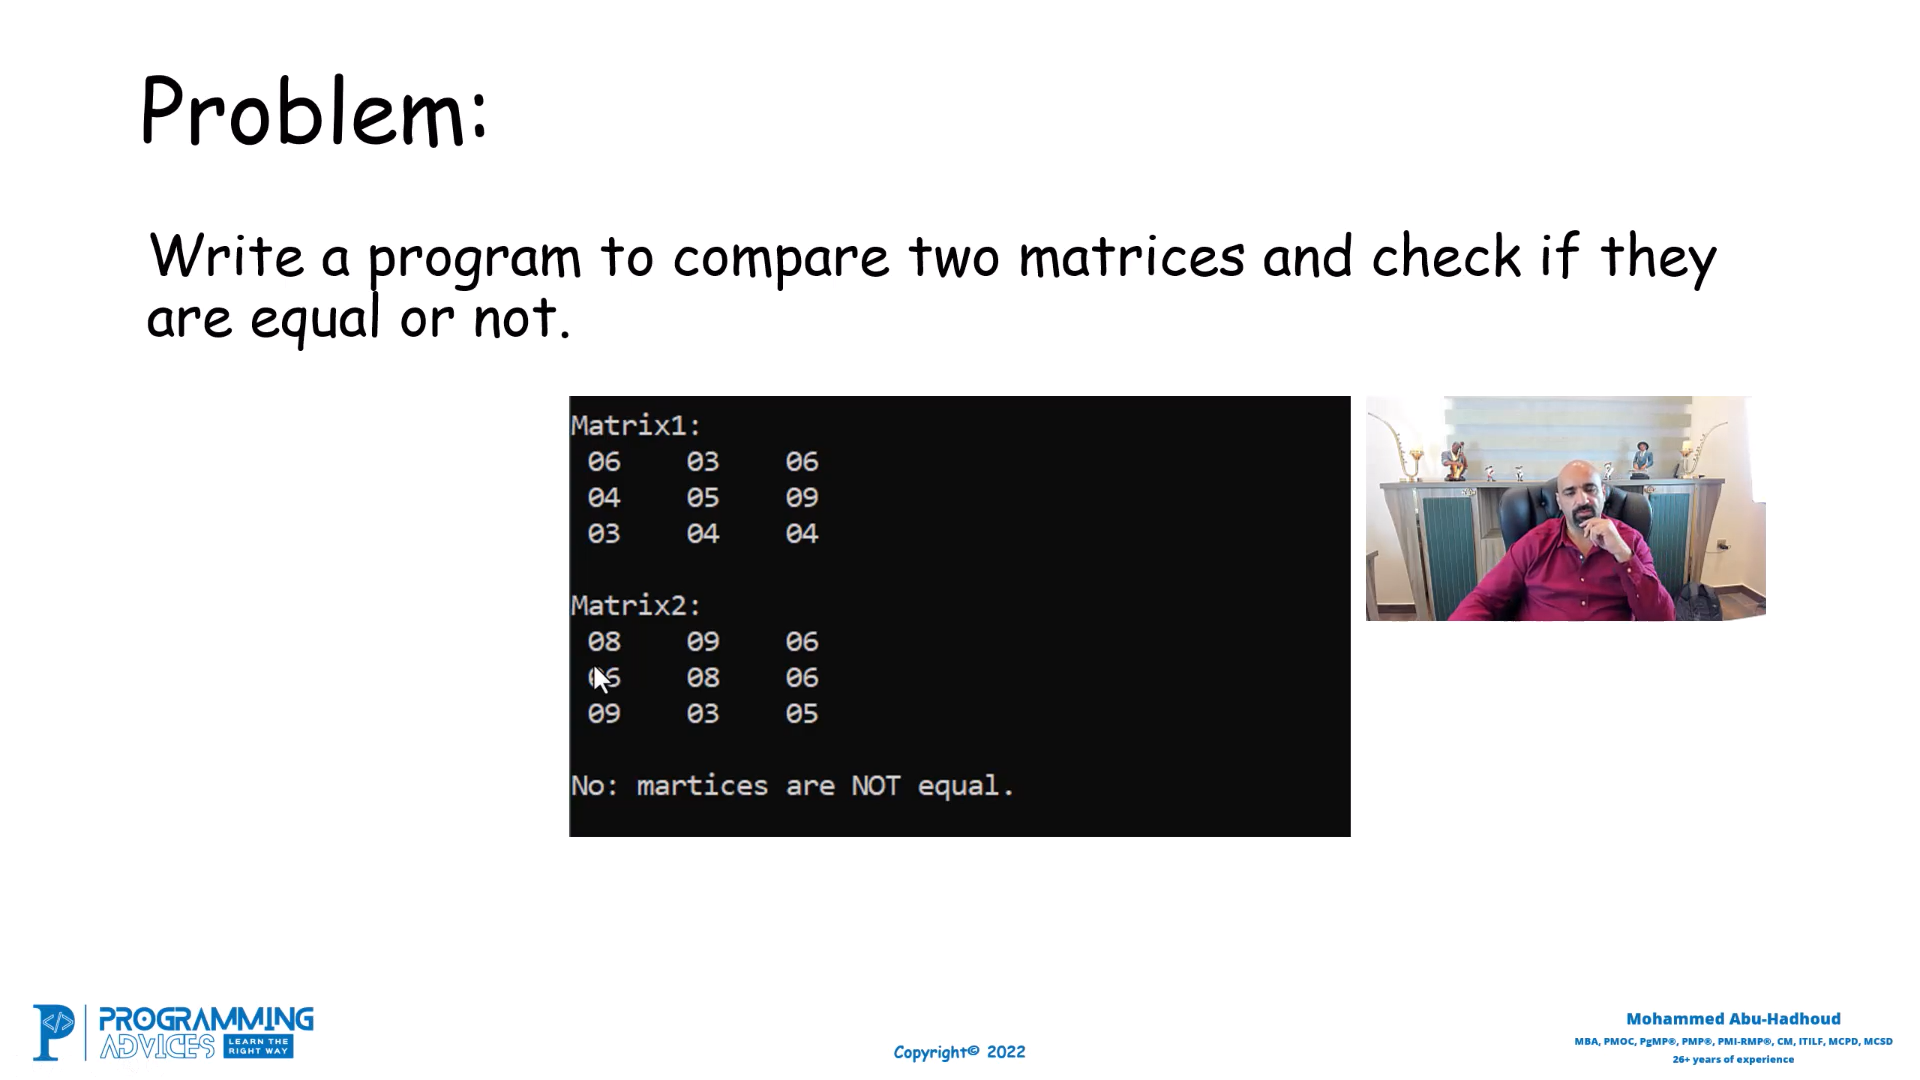 Problem:
Write a program to compare two matrices and check if they
are equal or not.
Matrix1:
06 03 06
04 05 09
03 04 04
Matrix2:
08 09 06
08 06
09 03 05
No: martices are NOT equal.
PROGRAMMING
ADVICES
LEARN THE
RIGHT WAY
Copyright© 2022
Mohammed Abu-Hadhoud
MBA, PMOC, PgMP®, PMP®, PMI-RMP®, CM, ITILF, MCPD, MCSD
26+ years of experience